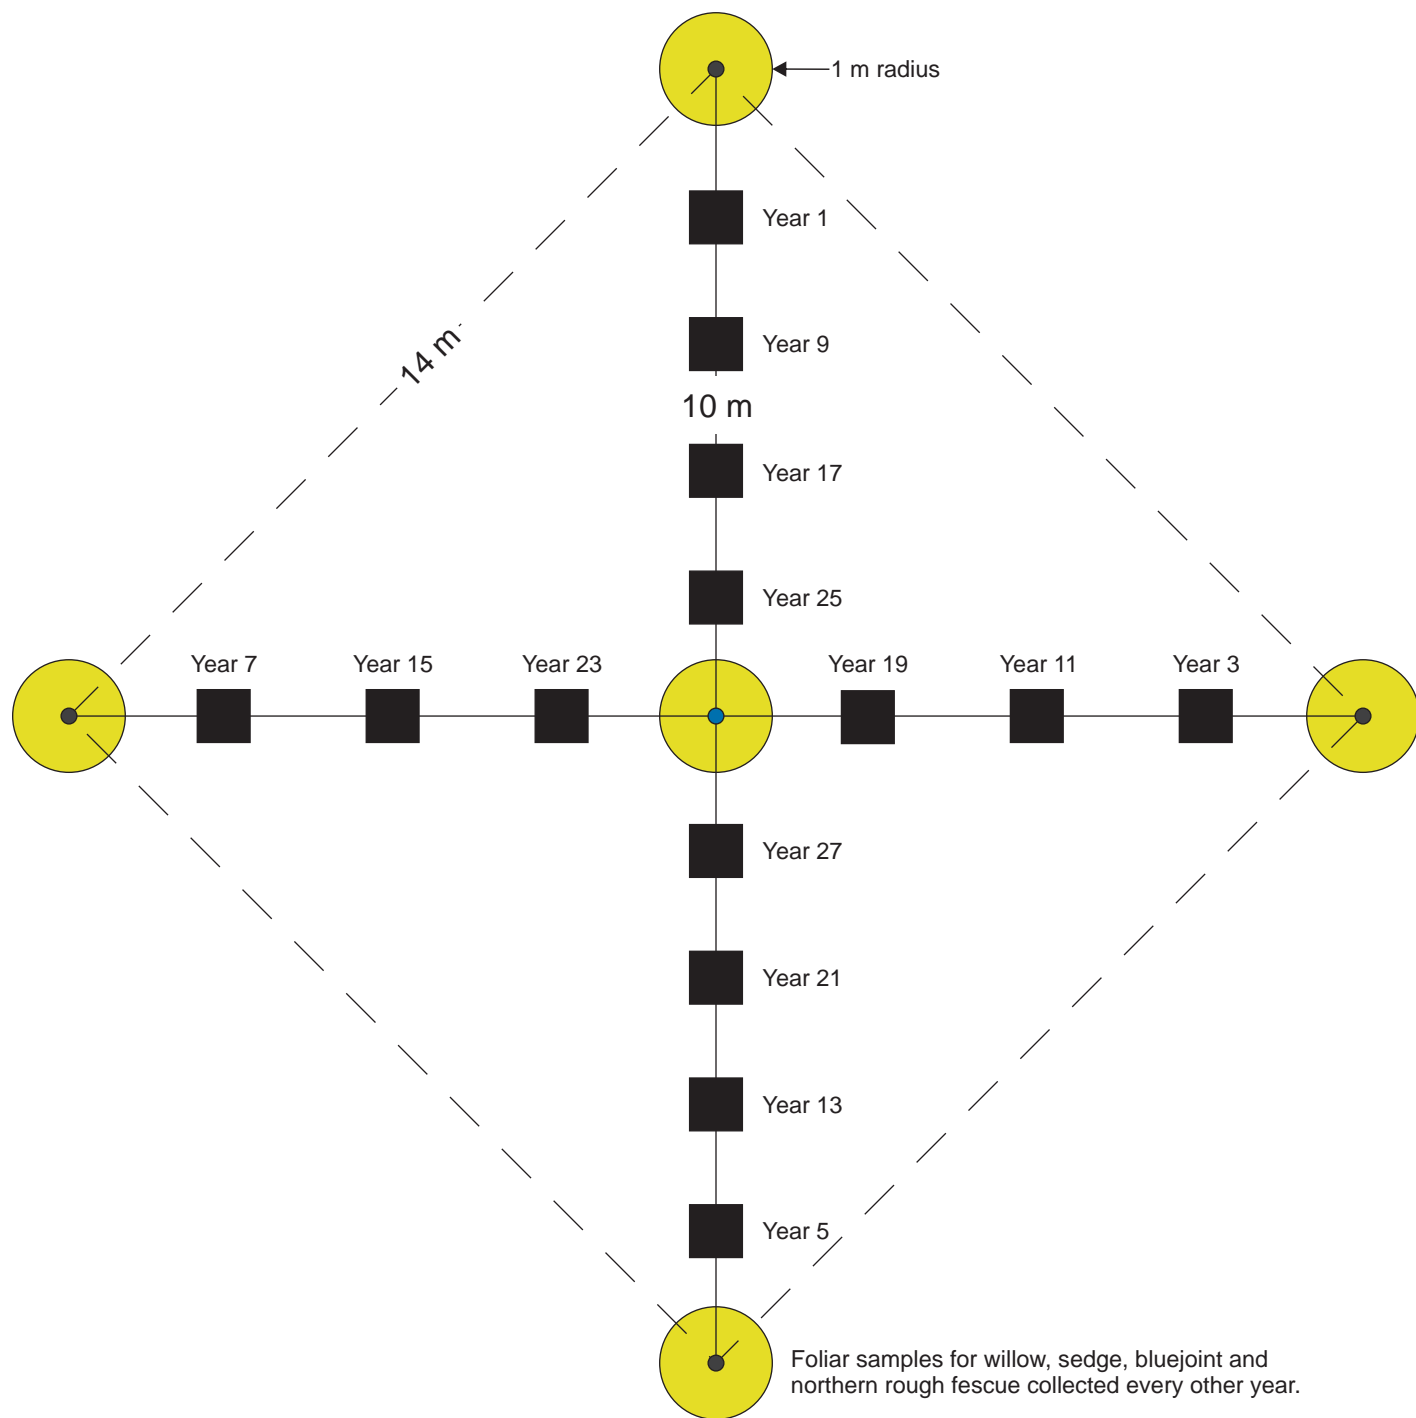 1 m radius
Year 1
Year 9
14 m
10 m
Year 17
Year 25
Year 7
Year 15
Year 23
Year 19
Year 11
Year 3
Year 27
Year 21
Year 13
Year 5
Foliar samples for willow, sedge, bluejoint and
northern rough fescue collected every other year.